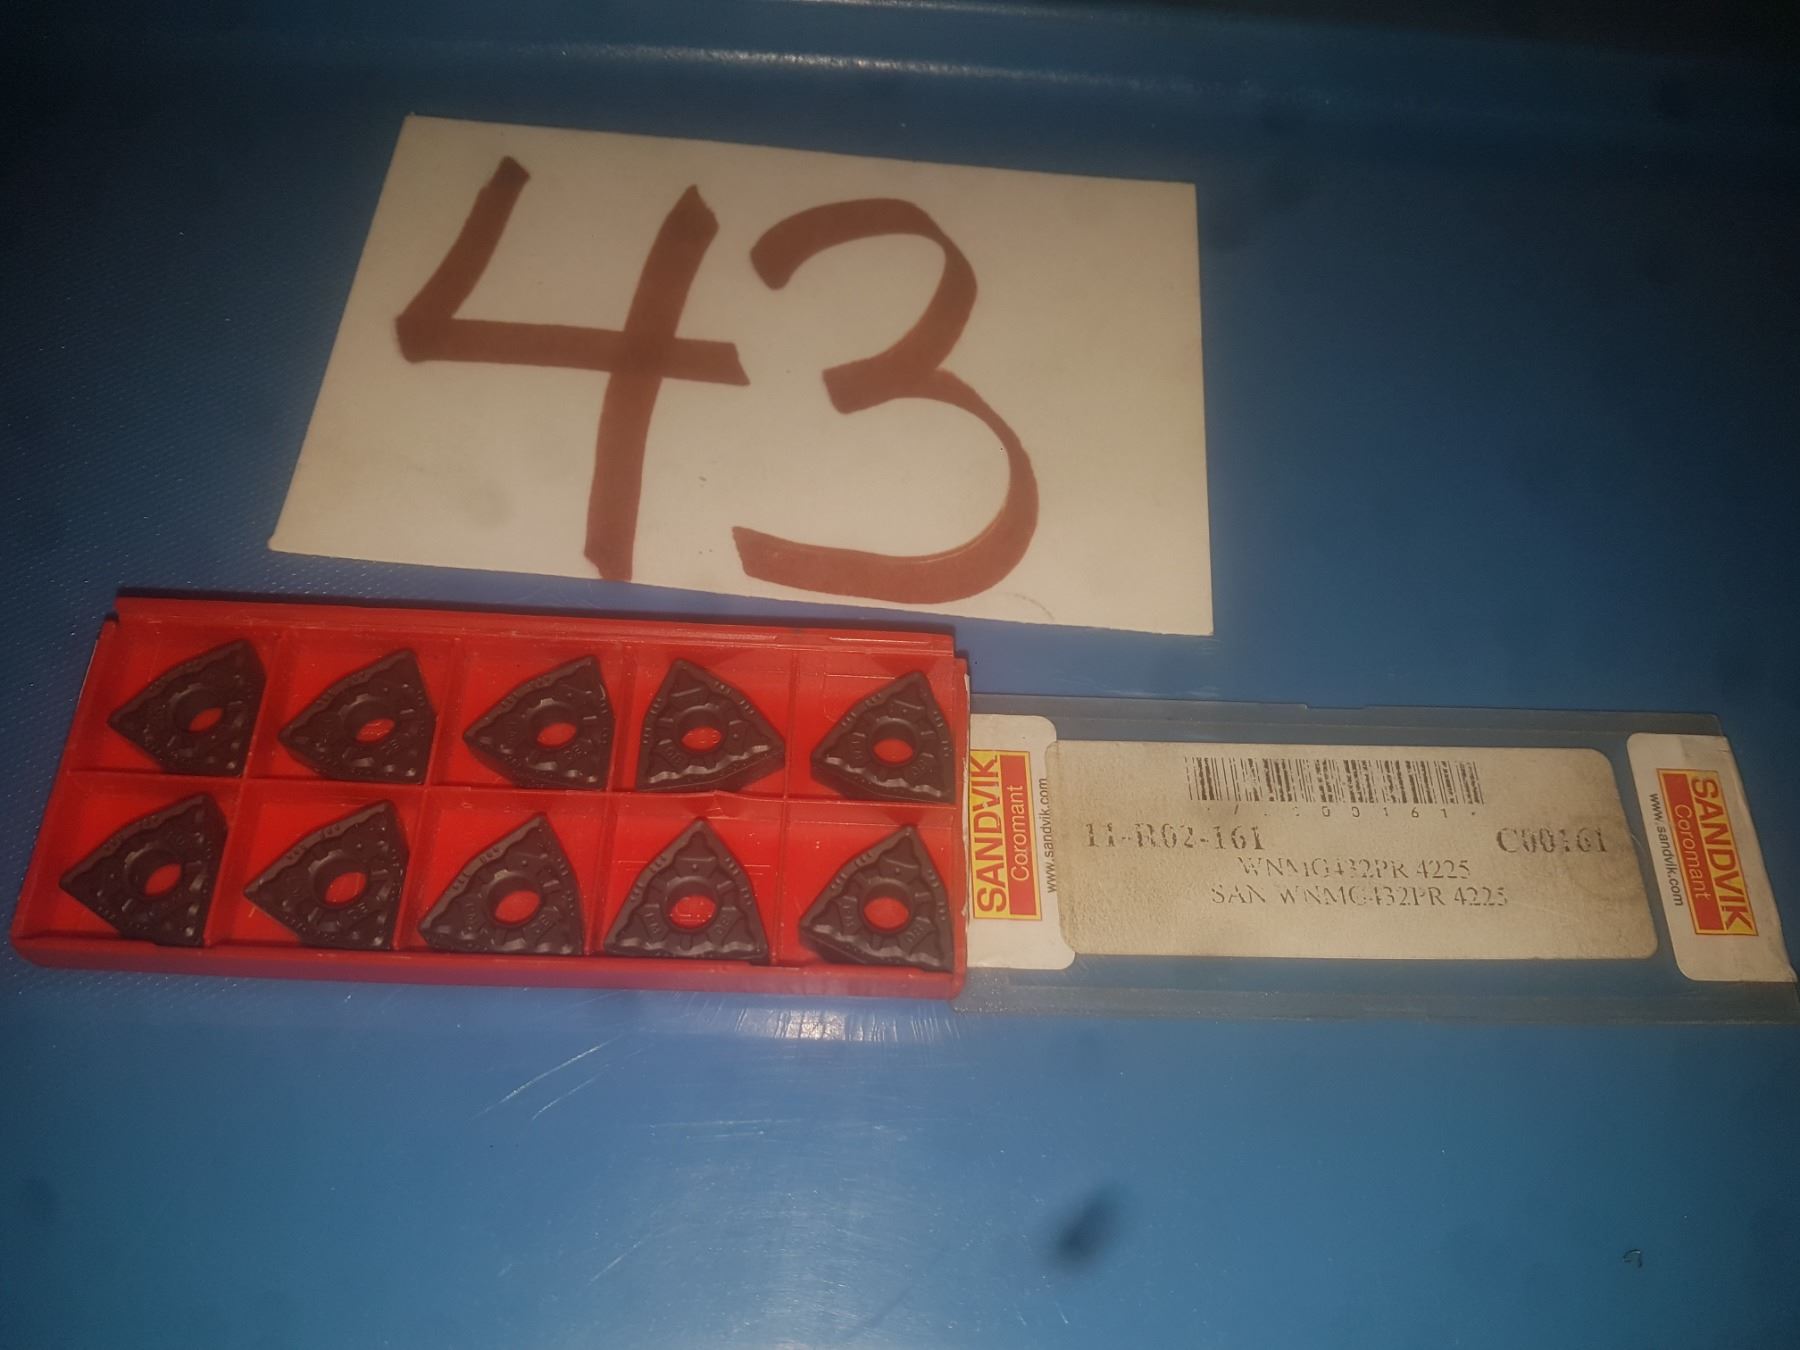 43
SANDVIK
Coromant
www.sandvik.com
11-R02-161
C00161
WNMG432PR 4225
SAN WNMG432PR 4225
SANDVIK
Coromant
www.sandvik.com